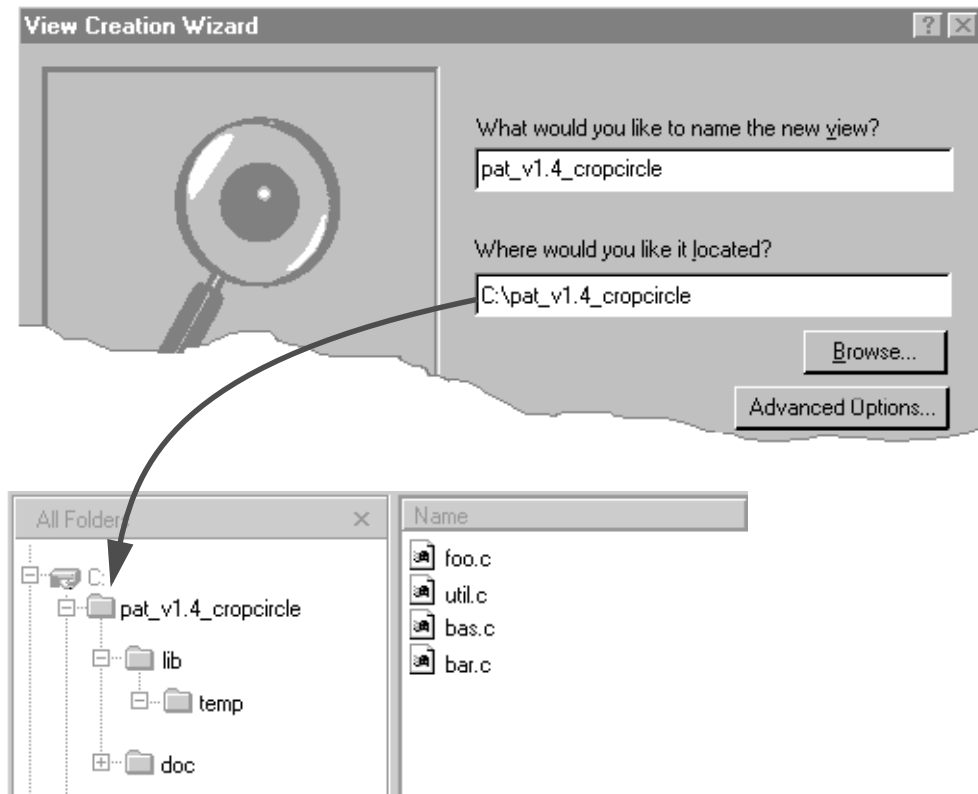 View Creation Wizard
What would you like to name the new view?
pat_v1.4_cropcircle
Where would you like it located?
C:\pat_v1.4_cropcircle
Browse...
Advanced Options...
All Folders
Name
C:
pat_v1.4_cropcircle
lib
temp
doc
foo.c
util.c
bas.c
bar.c